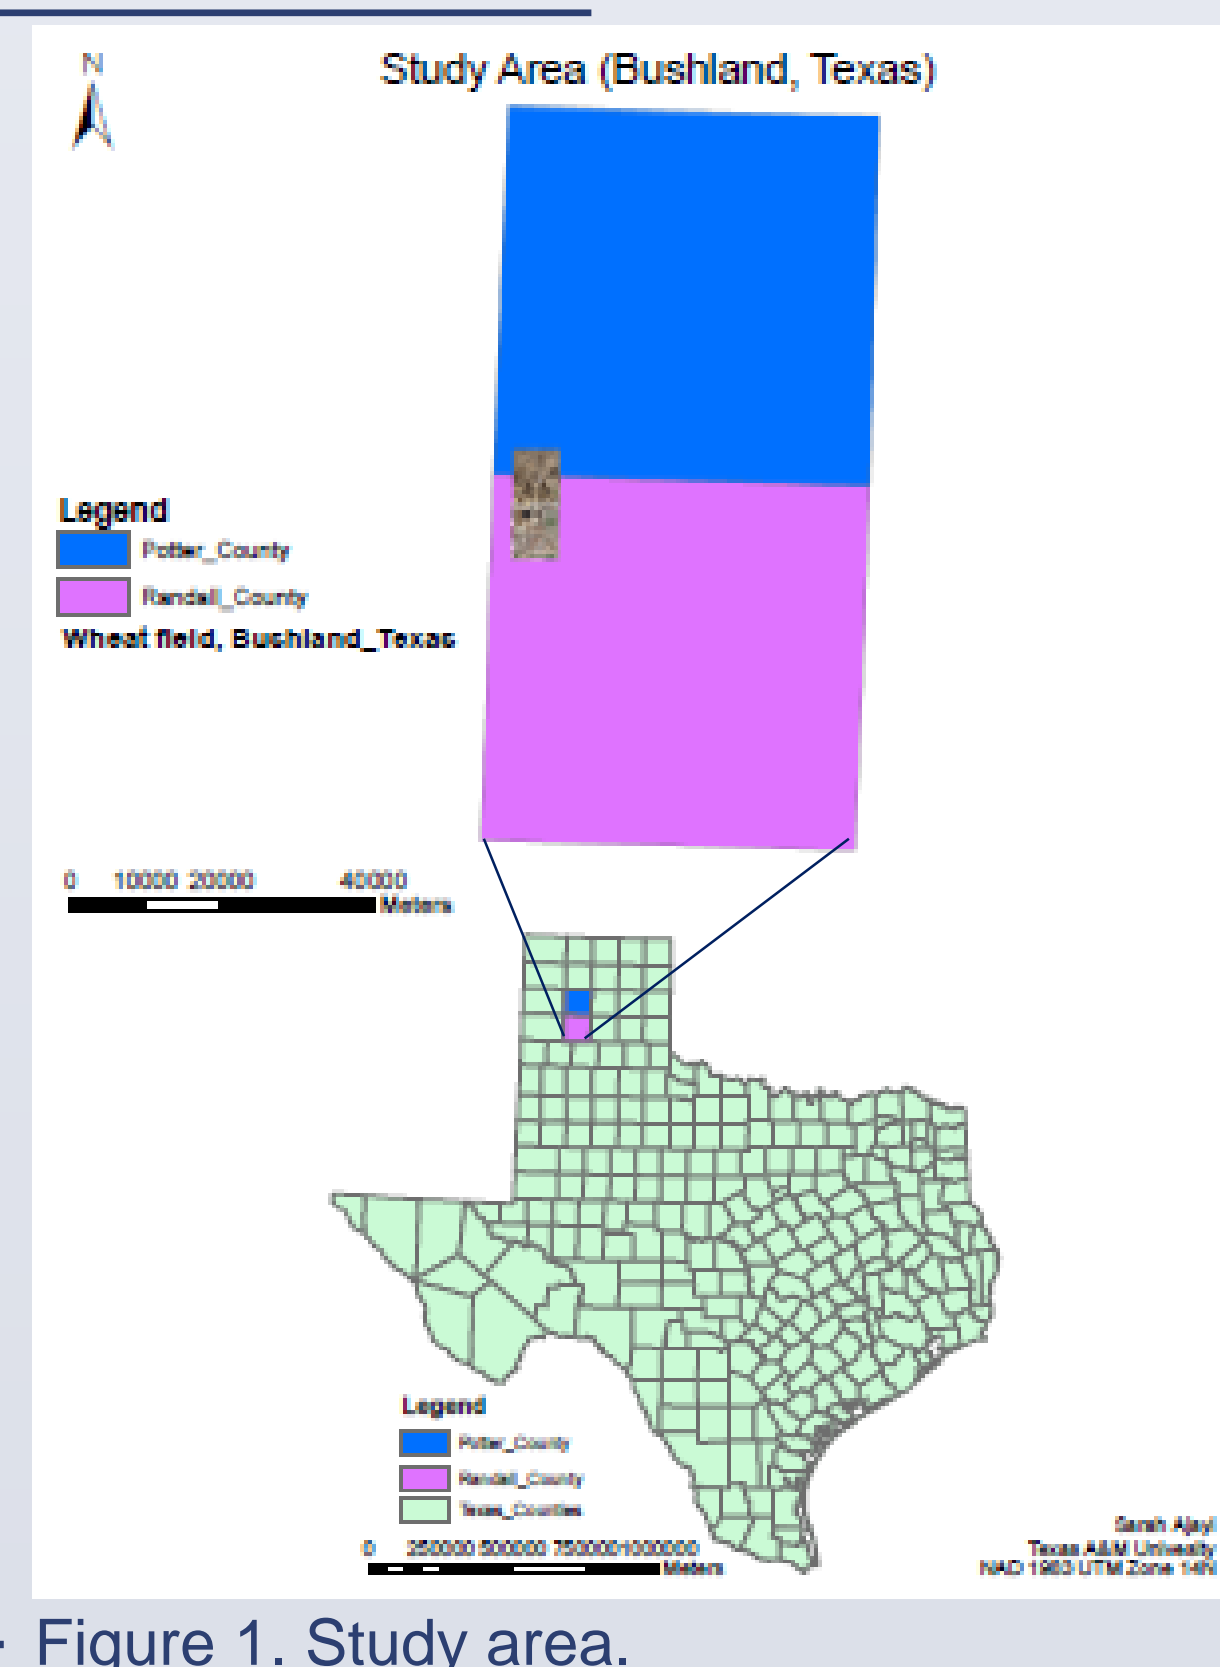 N
Study Area (Bushland, Texas)
Legend
Potter_County
Randall_County
Wheat field, Bushland_Texas
0 10000 20000 40000
Meters
Legend
Potter_County
Randall_County
Texas_Counties
0 250000 500000 750000 1000000
Meters
Sarah Ajayi
Texas A&M Univesity
NAD 1983 UTM Zone 14N
Figure 1. Study area.